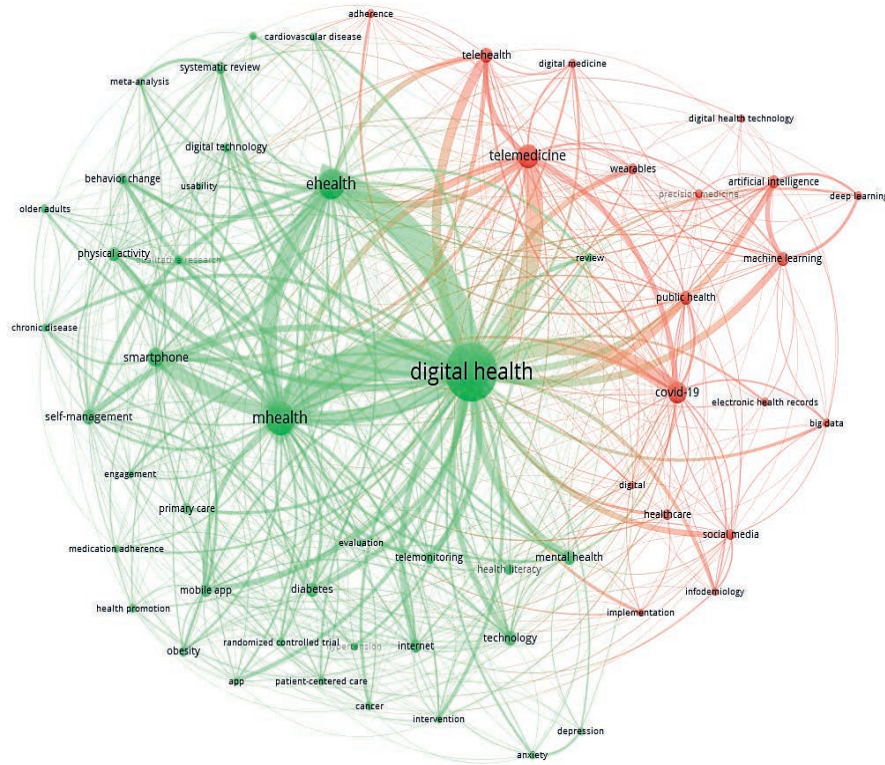 adherence
cardiovascular disease
telehealth
digital medicine
systematic review
meta-analysis
digital health technology
digital technology
telemedicine
wearables
behavior change
usability
ehealth
artificial intelligence
precision medicine
deep learning
older adults
physical activity
qualitative research
review
machine learning
public health
chronic disease
smartphone
digital health
covid-19
electronic health records
self-management
mhealth
big data
engagement
digital
primary care
healthcare
social media
medication adherence
evaluation
telemonitoring
mental health
health literacy
mobile app
diabetes
infodemiology
health promotion
implementation
randomized controlled trial
hypertension
internet
technology
obesity
app
patient-centered care
cancer
intervention
depression
anxiety